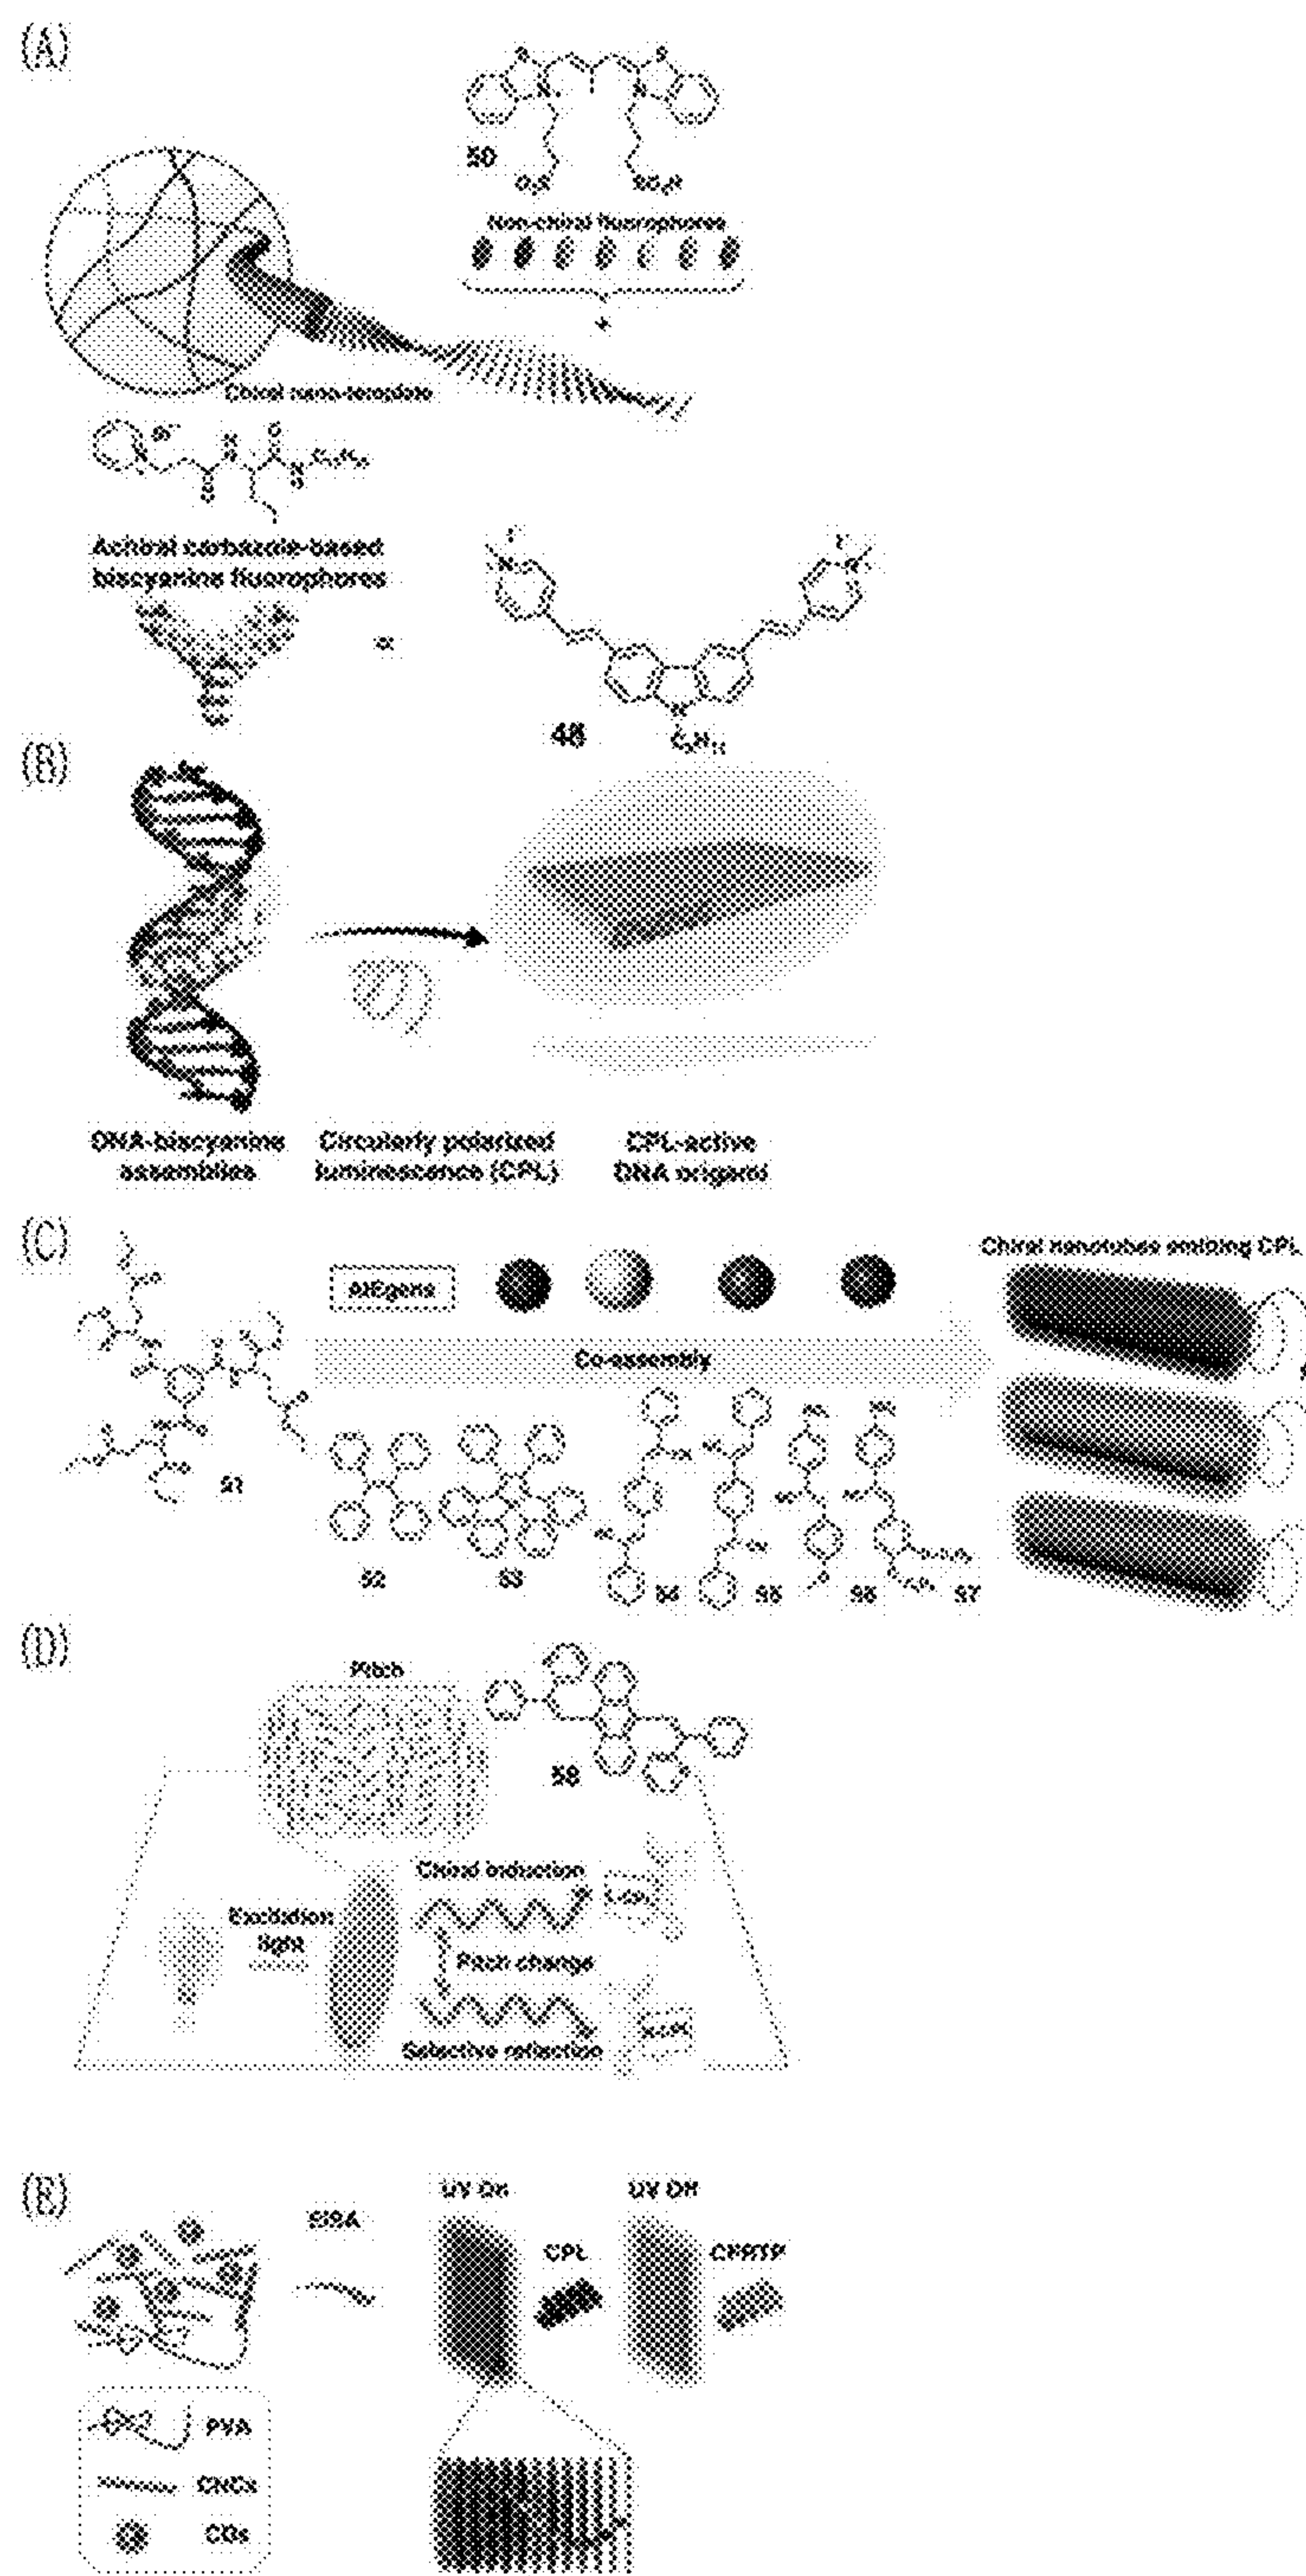 (A)
50
Non-chiral fluorophores
+
Chiral nano-template
Achiral carbazole-based
biscyanine fluorophores
48
(B)
DNA-biscyanine
assemblies
Circularly polarized
luminescence (CPL)
CPL-active
DNA origami
(C)
AIEgens
Chiral nanotubes emitting CPL
Co-assembly
51
52
53
54
55
56
57
(D)
Pitch
58
Chiral induction
Excitation
light
Pitch change
Selective reflection
(E)
EISA
UV On
UV Off
CPL
CPRTP
PVA
CNCs
CDs